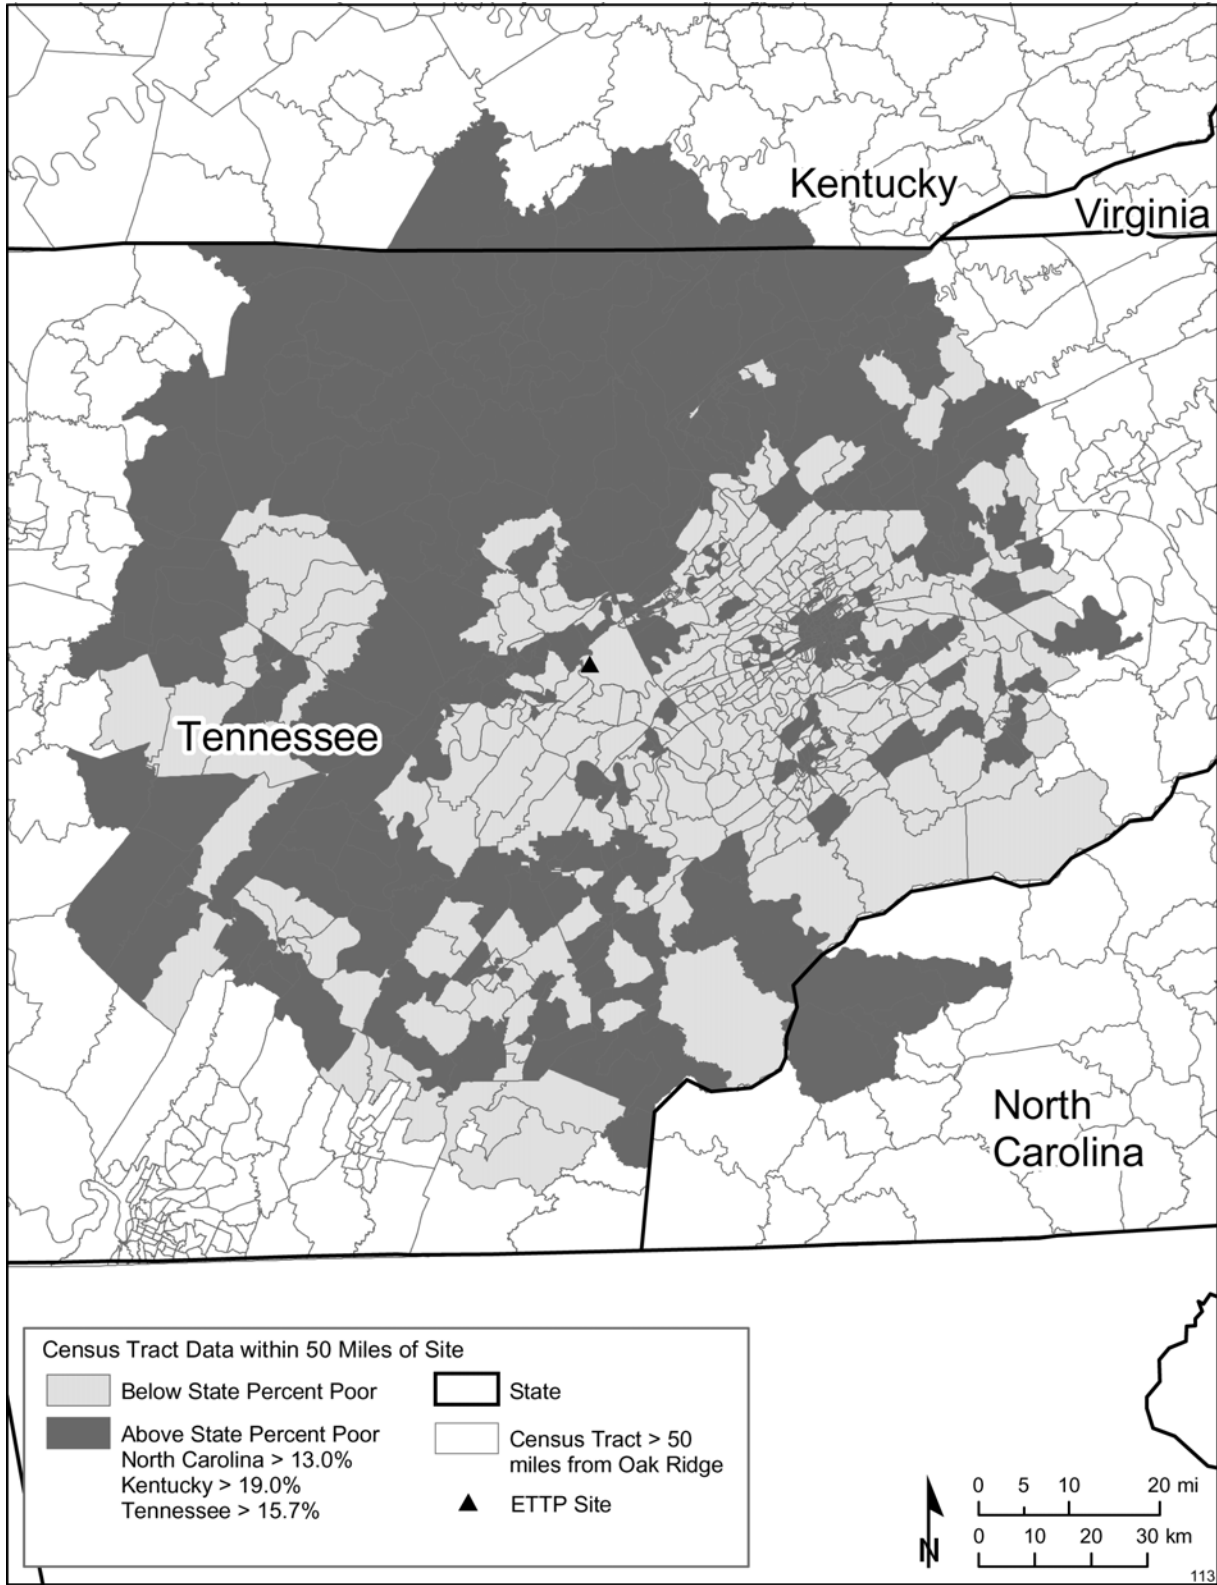 Kentucky
Virginia
Tennessee
North
Carolina
Census Tract Data within 50 Miles of Site
Below State Percent Poor
Above State Percent Poor
North Carolina > 13.0%
Kentucky > 19.0%
Tennessee > 15.7%
State
Census Tract > 50
miles from Oak Ridge
ETTP Site
N
0 5 10 20 mi
0 10 20 30 km
113